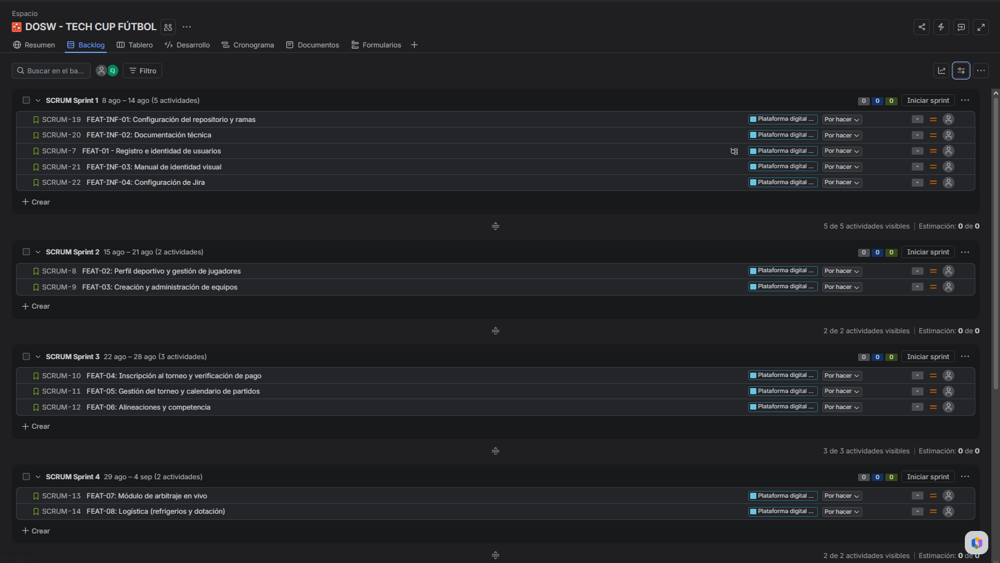 Espacio
DOSW - TECH CUP FÚTBOL
Resumen Backlog Tablero Desarrollo Cronograma Documentos Formularios
Buscar en el ba... CJ Filtro
SCRUM Sprint 1 8 ago – 14 ago (5 actividades) 0 0 0 Iniciar sprint
SCRUM-19 FEAT-INF-01: Configuración del repositorio y ramas Plataforma digital ... Por hacer -
SCRUM-20 FEAT-INF-02: Documentación técnica Plataforma digital ... Por hacer -
SCRUM-7 FEAT-01 - Registro e identidad de usuarios Plataforma digital ... Por hacer -
SCRUM-21 FEAT-INF-03: Manual de identidad visual Plataforma digital ... Por hacer -
SCRUM-22 FEAT-INF-04: Configuración de Jira Plataforma digital ... Por hacer -
+ Crear
5 de 5 actividades visibles | Estimación: 0 de 0
SCRUM Sprint 2 15 ago – 21 ago (2 actividades) 0 0 0 Iniciar sprint
SCRUM-8 FEAT-02: Perfil deportivo y gestión de jugadores Plataforma digital ... Por hacer -
SCRUM-9 FEAT-03: Creación y administración de equipos Plataforma digital ... Por hacer -
+ Crear
2 de 2 actividades visibles | Estimación: 0 de 0
SCRUM Sprint 3 22 ago – 28 ago (3 actividades) 0 0 0 Iniciar sprint
SCRUM-10 FEAT-04: Inscripción al torneo y verificación de pago Plataforma digital ... Por hacer -
SCRUM-11 FEAT-05: Gestión del torneo y calendario de partidos Plataforma digital ... Por hacer -
SCRUM-12 FEAT-06: Alineaciones y competencia Plataforma digital ... Por hacer -
+ Crear
3 de 3 actividades visibles | Estimación: 0 de 0
SCRUM Sprint 4 29 ago – 4 sep (2 actividades) 0 0 0 Iniciar sprint
SCRUM-13 FEAT-07: Módulo de arbitraje en vivo Plataforma digital ... Por hacer -
SCRUM-14 FEAT-08: Logística (refrigerios y dotación) Plataforma digital ... Por hacer -
+ Crear
2 de 2 actividades visibles | Estimación: 0 de 0